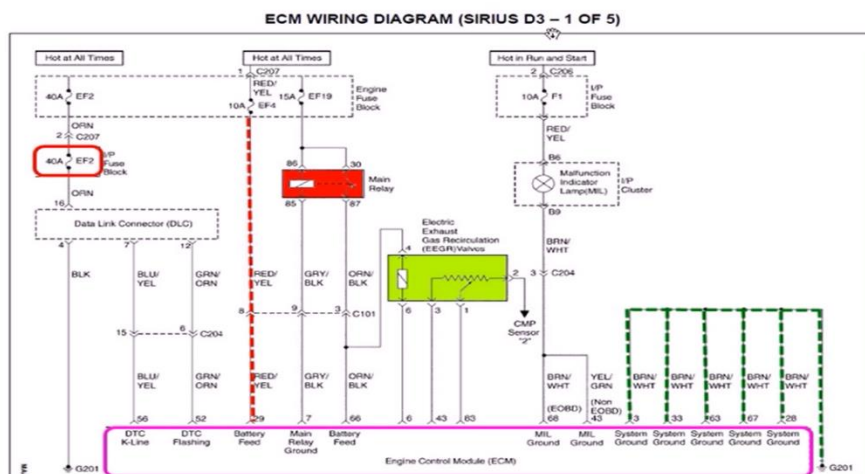 ECM WIRING DIAGRAM (SIRIUS D3 – 1 OF 5)
Hot at All Times
Hot at All Times
Hot in Run and Start
1 C207
2 C206
40A EF2
RED/
YEL
10A EF4
15A EF19
Engine
Fuse
Block
10A F1
I/P
Fuse
Block
ORN
2 C207
RED/
YEL
40A EF2
I/P
Fuse
Block
86
30
Main
Relay
85
87
B6
Malfunction
Indicator
Lamp(MIL)
I/P
Cluster
B9
ORN
16
Data Link Connector (DLC)
4
7
12
Electric
Exhaust
Gas Recirculation
(EEGR)Valves
4
2
6
3
1
BRN/
WHT
3 C204
CMP
Sensor
"2"
BLK
BLU/
YEL
GRN/
ORN
RED/
YEL
GRY/
BLK
ORN/
BLK
8
9
3 C101
15
6 C204
BLU/
YEL
GRN/
ORN
RED/
YEL
GRY/
BLK
ORN/
BLK
BRN/
WHT
YEL/
GRN
BRN/
WHT
BRN/
WHT
BRN/
WHT
BRN/
WHT
BRN/
WHT
(EOBD)
(Non
EOBD)
56
52
29
7
66
6
43
63
68
43
3
33
63
67
28
DTC
K-Line
DTC
Flashing
Battery
Feed
Main
Relay
Ground
Battery
Feed
MIL
Ground
MIL
Ground
System
Ground
System
Ground
System
Ground
System
Ground
System
Ground
G201
Engine Control Module (ECM)
G201